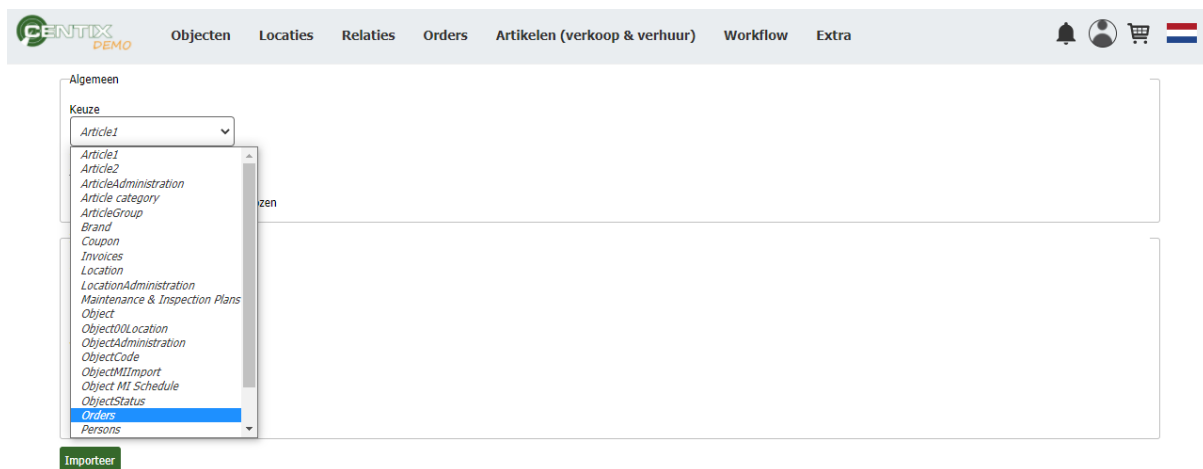 CENTIX
DEMO
Objecten Locaties Relaties Orders Artikelen (verkoop & verhuur) Workflow Extra
Algemeen
Keuze
Article1
Article1
Article2
ArticleAdministration
Article category
ArticleGroup
Brand
Coupon
Invoices
Location
LocationAdministration
Maintenance & Inspection Plans
Object
Object00Location
ObjectAdministration
ObjectCode
ObjectMIImport
Object MI Schedule
ObjectStatus
Orders
Persons
Importeer